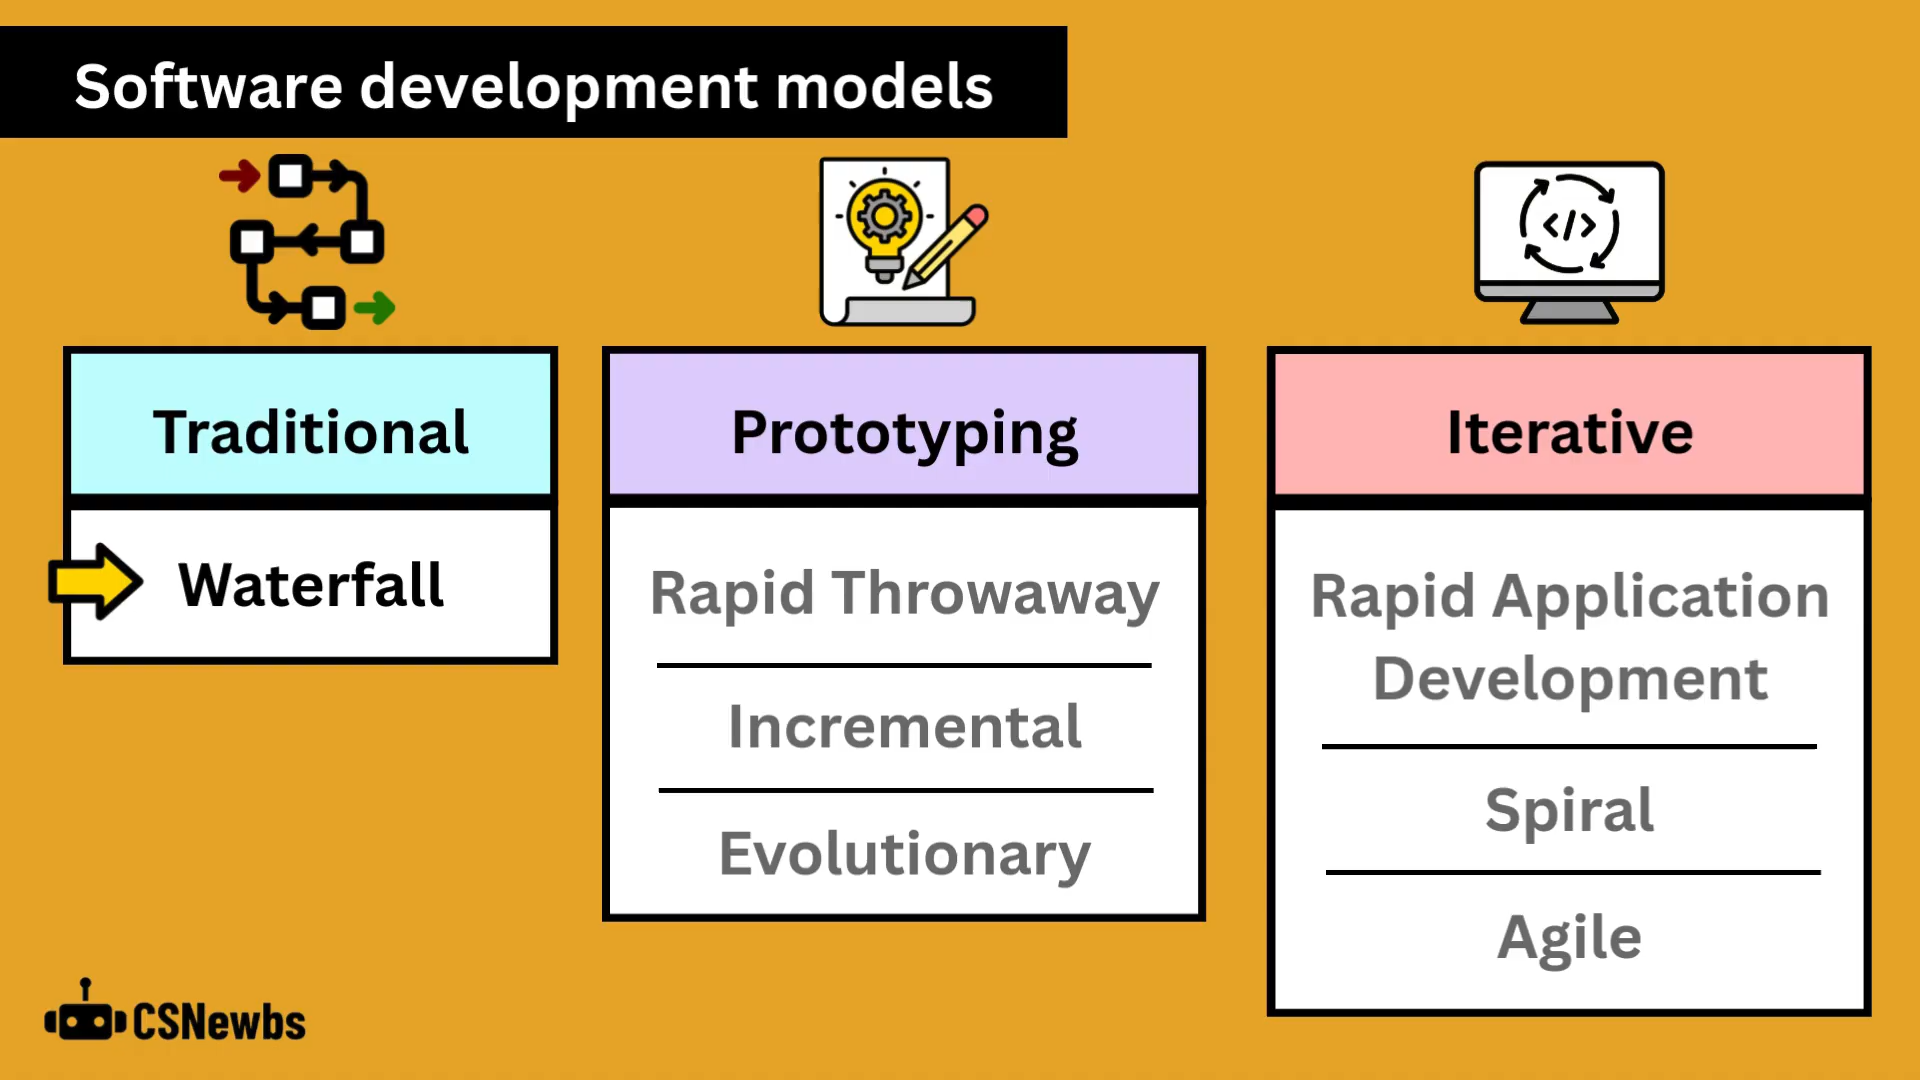 Software development models
Traditional
Waterfall
Prototyping
Rapid Throwaway
Incremental
Evolutionary
Iterative
</>
Rapid Application
Development
Spiral
Agile
CSNewbs